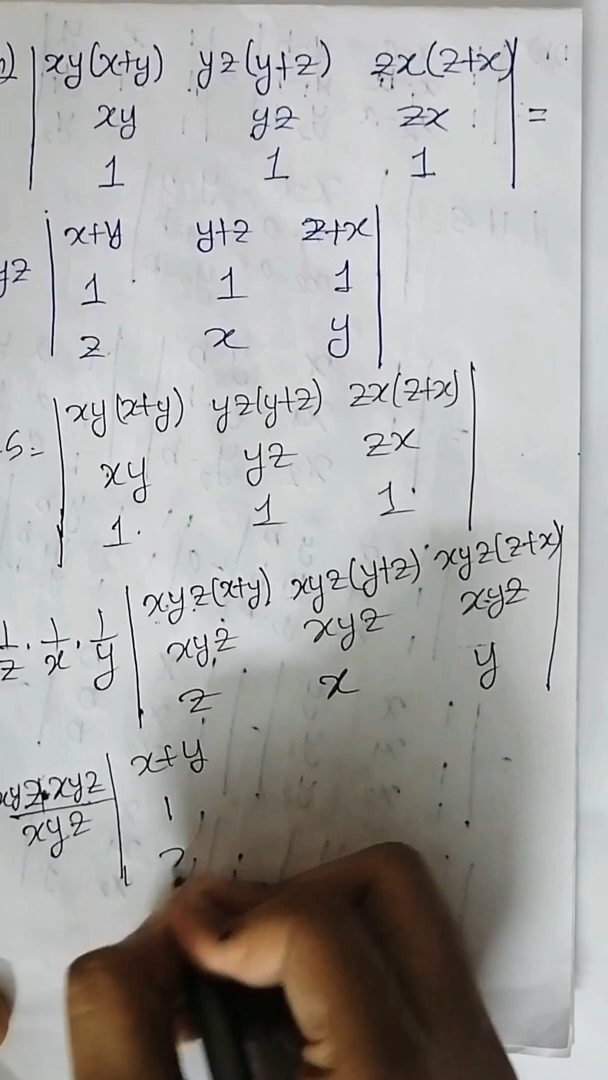 | xy(x+y) yz(y+z) zx(z+x) |
| xy yz zx | =
| 1 1 1 |
| x+y y+z z+x |
yz | 1 1 1 |
| z x y |
| xy(x+y) yz(y+z) zx(z+x) |
S= | xy yz zx |
| 1 1 1 |
| xyz(x+y) xyz(y+z) xyz(z+x) |
1/z · 1/x · 1/y | xyz xyz xyz |
| z x y |
| x+y
xyz·xyz/xyz | 1